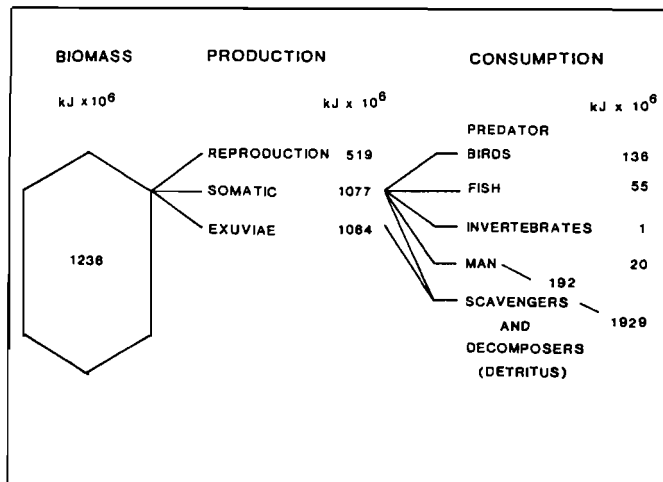 BIOMASS PRODUCTION CONSUMPTION
kJ x10⁶ kJ x 10⁶ kJ x 10⁶
PREDATOR
REPRODUCTION 519 BIRDS 136
SOMATIC 1077 FISH 55
EXUVIAE 1064 INVERTEBRATES 1
1236 MAN 20
192
SCAVENGERS
1929
AND
DECOMPOSERS
(DETRITUS)